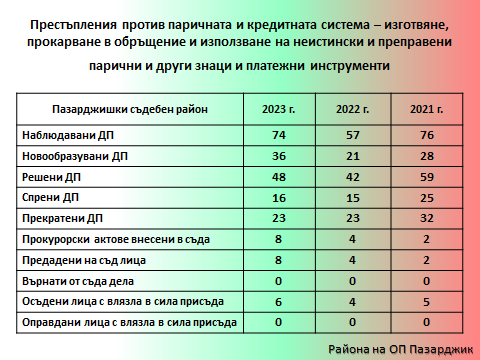 Престъпления против паричната и кредитната система – изготвяне,
прокарване в обръщение и използване на неистински и преправени
парични и други знаци и платежни инструменти
Пазарджишки съдебен район 2023 г. 2022 г. 2021 г.
Наблюдавани ДП 74 57 76
Новообразувани ДП 36 21 28
Решени ДП 48 42 59
Спрени ДП 16 15 25
Прекратени ДП 23 23 32
Прокурорски актове внесени в съда 8 4 2
Предадени на съд лица 8 4 2
Върнати от съда дела 0 0 0
Осъдени лица с влязла в сила присъда 6 4 5
Оправдани лица с влязла в сила присъда 0 0 0
Района на ОП Пазарджик